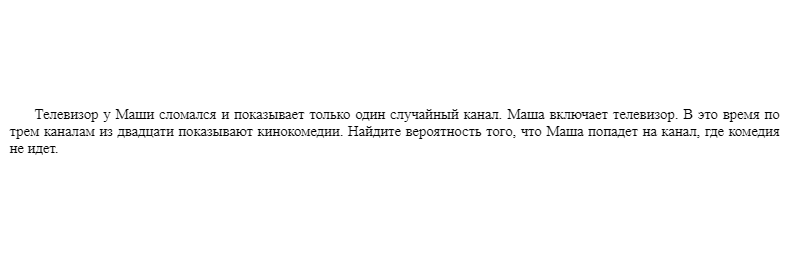 Телевизор у Маши сломался и показывает только один случайный канал. Маша включает телевизор. В это время по
трем каналам из двадцати показывают кинокомедии. Найдите вероятность того, что Маша попадет на канал, где комедия
не идет.